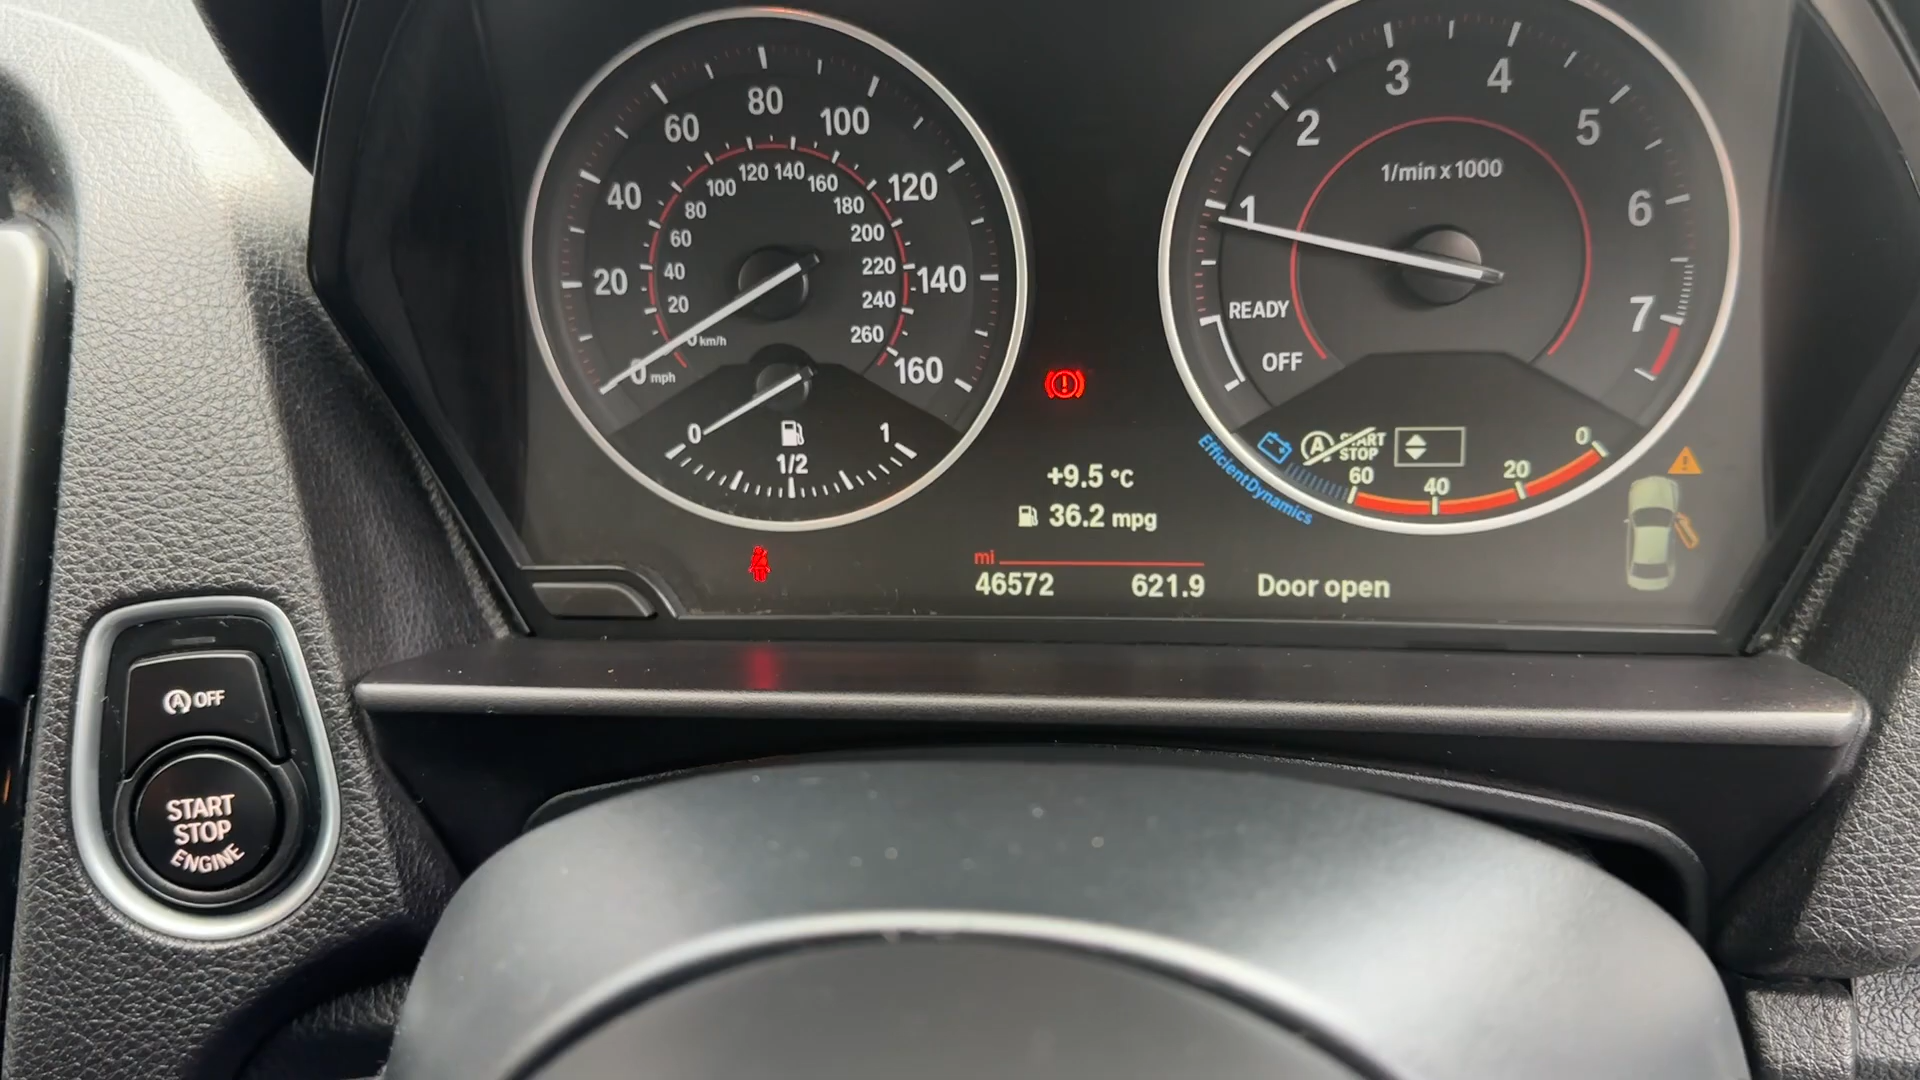 80
60
100
40
120
20
140
0 mph
160
120
140
100
160
80
180
60
200
40
220
20
240
0 km/h
260
0
1
1/2
3
4
2
5
1/min x 1000
1
6
READY
7
OFF
A START
STOP
60
40
20
0
EfficientDynamics
+9.5 °C
36.2 mpg
mi
46572
621.9
Door open
A OFF
START
STOP
ENGINE